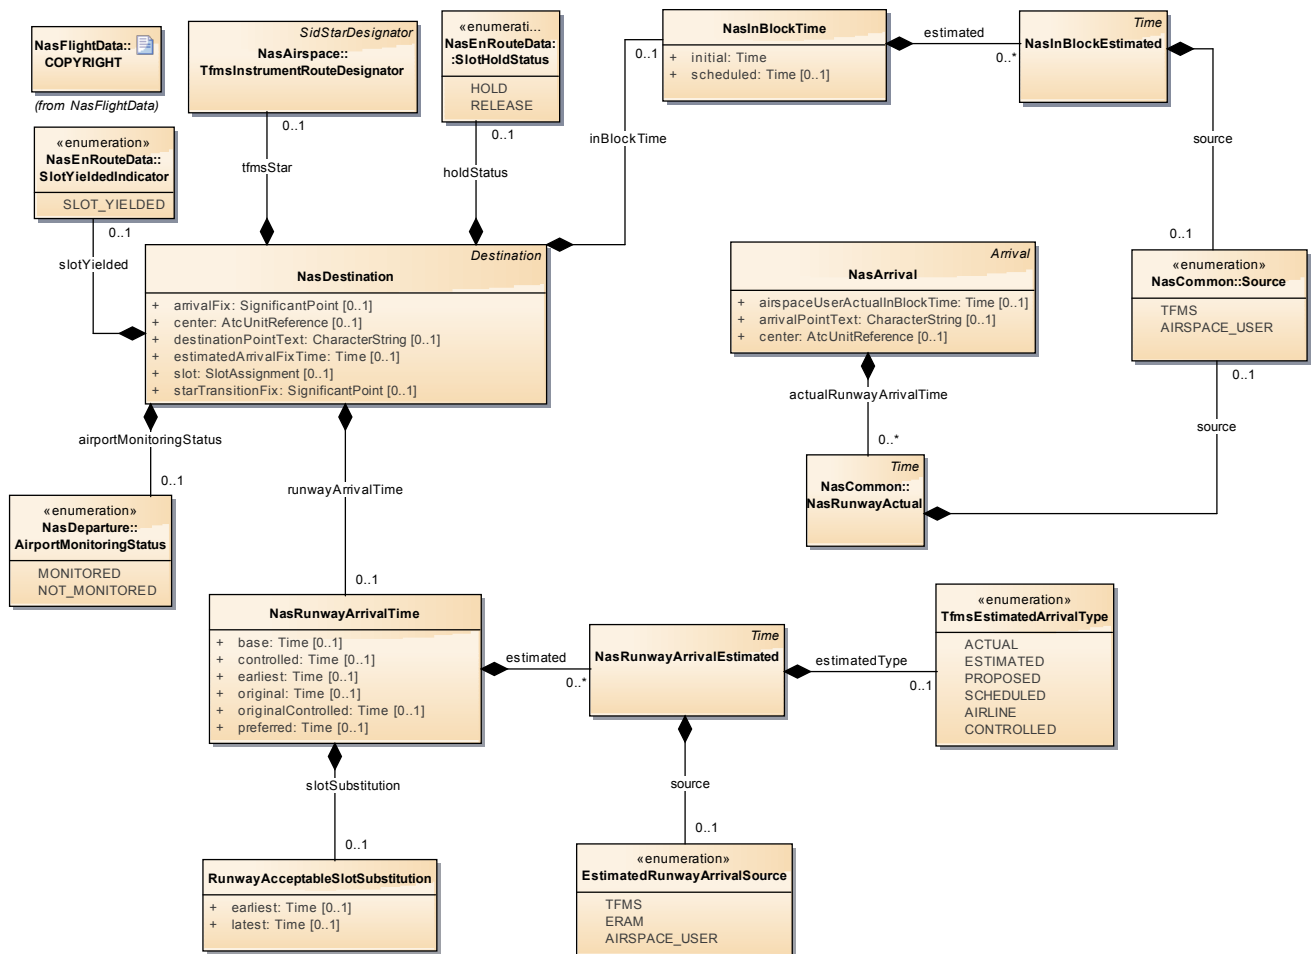 NasFlightData::
COPYRIGHT
(from NasFlightData)
SidStarDesignator
NasAirspace::
TfmsInstrumentRouteDesignator
0..1
tfmsStar
«enumerati...
NasEnRouteData:
:SlotHoldStatus
HOLD
RELEASE
0..1
holdStatus
«enumeration»
NasEnRouteData::
SlotYieldedIndicator
SLOT_YIELDED
0..1
slotYielded
NasInBlockTime
+ initial: Time
+ scheduled: Time [0..1]
0..1
inBlockTime
estimated
0..*
Time
NasInBlockEstimated
source
0..1
Destination
NasDestination
+ arrivalFix: SignificantPoint [0..1]
+ center: AtcUnitReference [0..1]
+ destinationPointText: CharacterString [0..1]
+ estimatedArrivalFixTime: Time [0..1]
+ slot: SlotAssignment [0..1]
+ starTransitionFix: SignificantPoint [0..1]
Arrival
NasArrival
+ airspaceUserActualInBlockTime: Time [0..1]
+ arrivalPointText: CharacterString [0..1]
+ center: AtcUnitReference [0..1]
«enumeration»
NasCommon::Source
TFMS
AIRSPACE_USER
0..1
source
actualRunwayArrivalTime
0..*
Time
NasCommon::
NasRunwayActual
airportMonitoringStatus
0..1
«enumeration»
NasDeparture::
AirportMonitoringStatus
MONITORED
NOT_MONITORED
runwayArrivalTime
0..1
NasRunwayArrivalTime
+ base: Time [0..1]
+ controlled: Time [0..1]
+ earliest: Time [0..1]
+ original: Time [0..1]
+ originalControlled: Time [0..1]
+ preferred: Time [0..1]
estimated
0..*
Time
NasRunwayArrivalEstimated
estimatedType
0..1
«enumeration»
TfmsEstimatedArrivalType
ACTUAL
ESTIMATED
PROPOSED
SCHEDULED
AIRLINE
CONTROLLED
slotSubstitution
0..1
RunwayAcceptableSlotSubstitution
+ earliest: Time [0..1]
+ latest: Time [0..1]
source
0..1
«enumeration»
EstimatedRunwayArrivalSource
TFMS
ERAM
AIRSPACE_USER